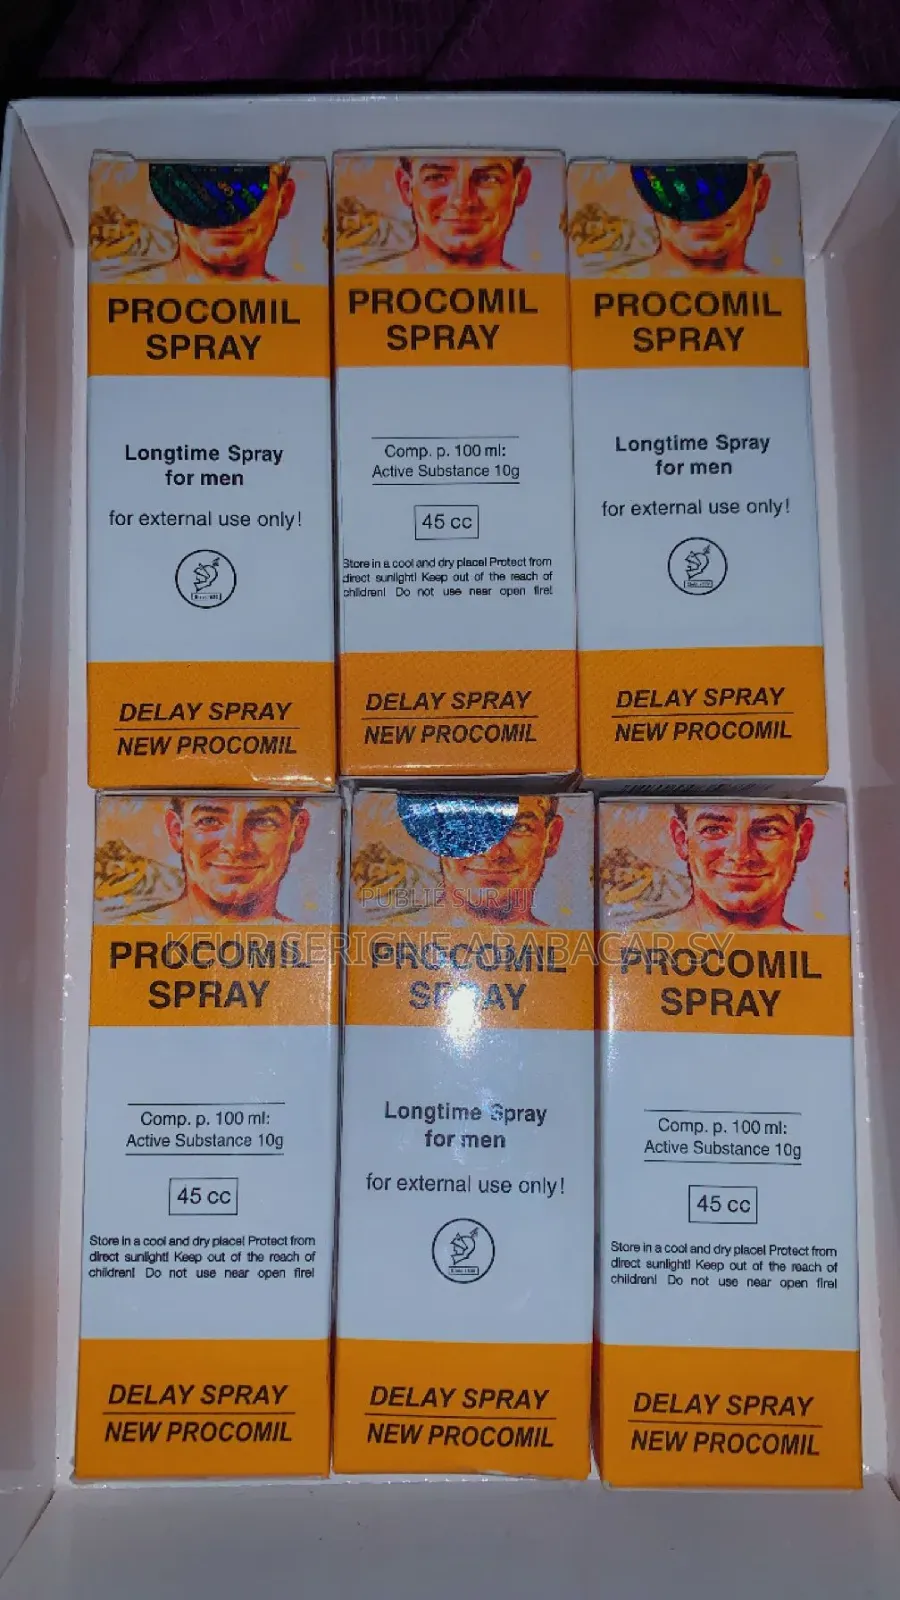 PROCOMIL
SPRAY
Longtime Spray
for men
for external use only!
DELAY SPRAY
NEW PROCOMIL
PROCOMIL
SPRAY
Comp. p. 100 ml:
Active Substance 10g
45 cc
Store in a cool and dry place! Protect from
direct sunlight! Keep out of the reach of
children! Do not use near open fire!
DELAY SPRAY
NEW PROCOMIL
PROCOMIL
SPRAY
Longtime Spray
for men
for external use only!
DELAY SPRAY
NEW PROCOMIL
PROCOMIL
SPRAY
Comp. p. 100 ml:
Active Substance 10g
45 cc
Store in a cool and dry place! Protect from
direct sunlight! Keep out of the reach of
children! Do not use near open fire!
DELAY SPRAY
NEW PROCOMIL
PUBLIÉ SUR JIJI
KEUR SERIGNE ABABACAR SY
PROCOMIL
SPRAY
Longtime Spray
for men
for external use only!
DELAY SPRAY
NEW PROCOMIL
PROCOMIL
SPRAY
Comp. p. 100 ml:
Active Substance 10g
45 cc
Store in a cool and dry place! Protect from
direct sunlight! Keep out of the reach of
children! Do not use near open fire!
DELAY SPRAY
NEW PROCOMIL